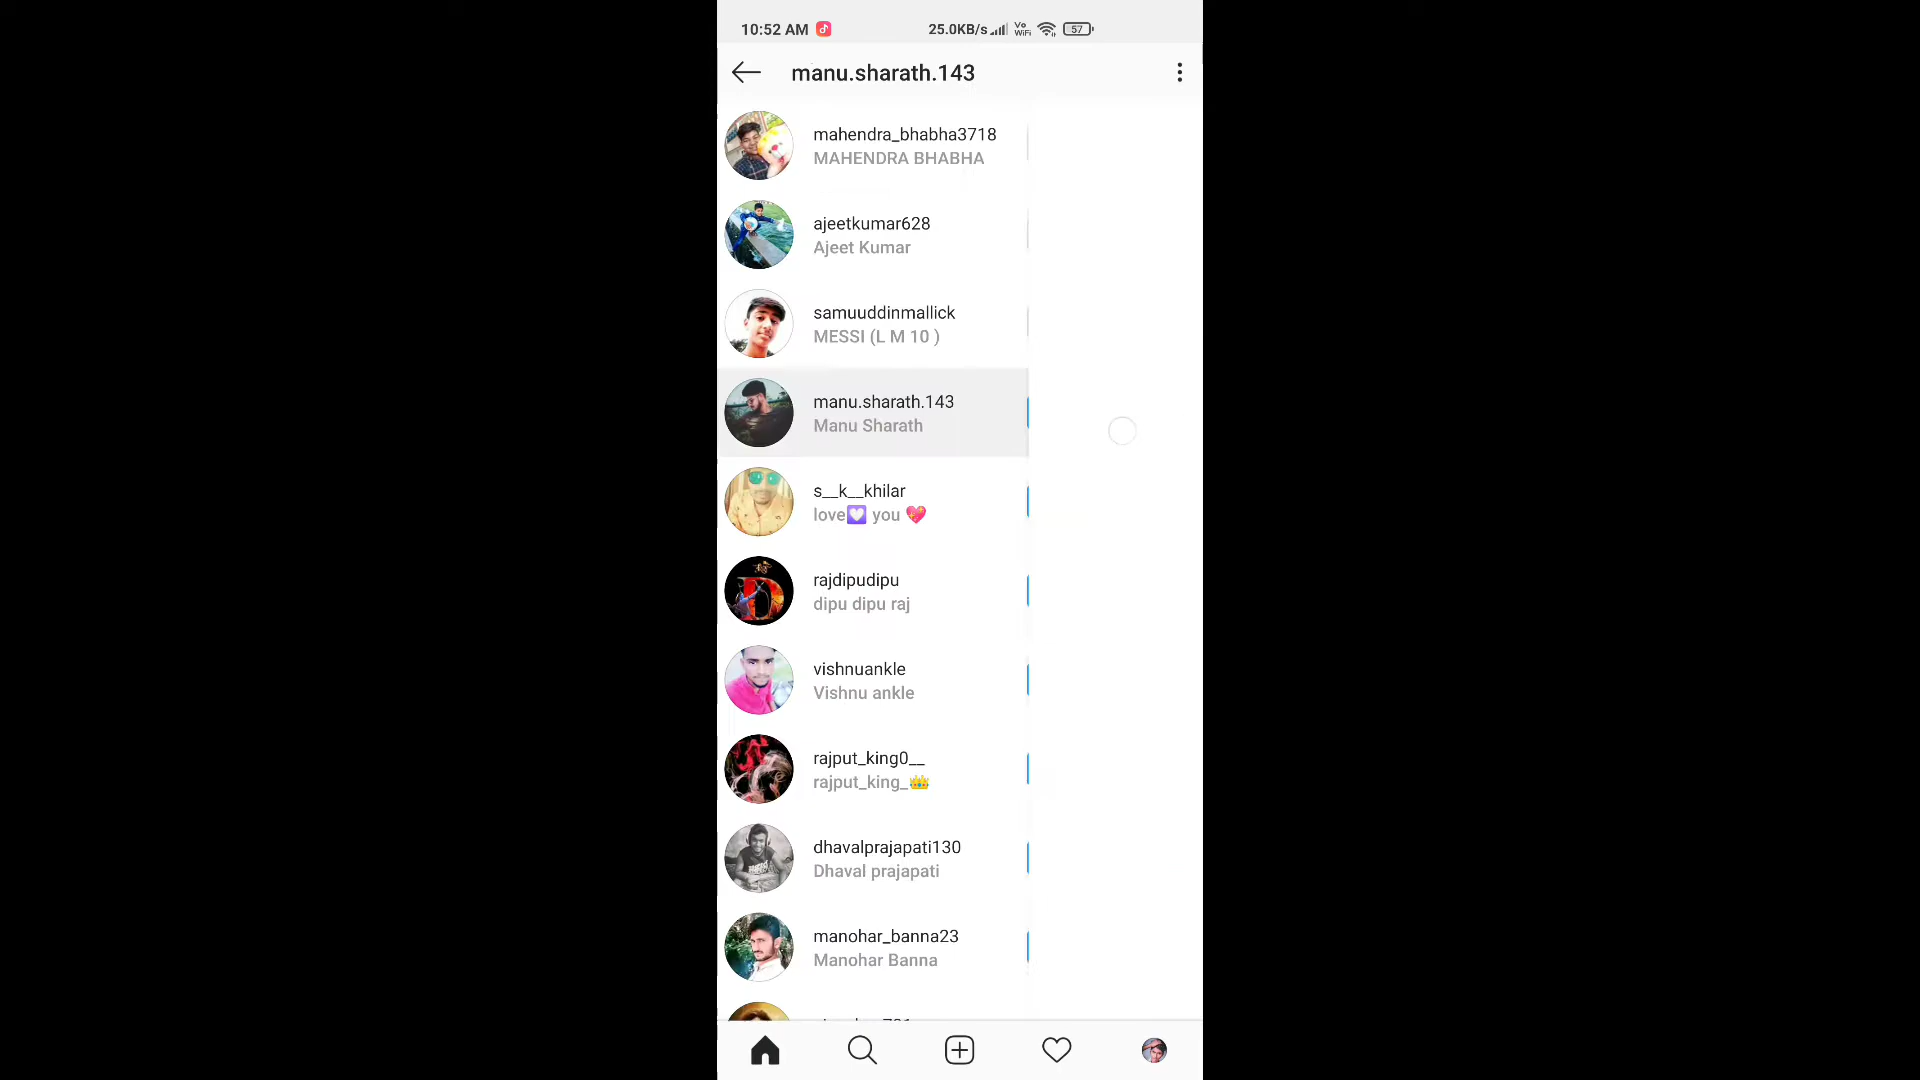 10:52 AM 25.0KB/s Vo WiFi 57
manu.sharath.143
mahendra_bhabha3718
MAHENDRA BHABHA
ajeetkumar628
Ajeet Kumar
samuuddinmallick
MESSI (L M 10 )
manu.sharath.143
Manu Sharath
s__k__khilar
love💟 you 💖
rajdipudipu
dipu dipu raj
vishnuankle
Vishnu ankle
rajput_king0__
rajput_king_👑
dhavalprajapati130
Dhaval prajapati
manohar_banna23
Manohar Banna